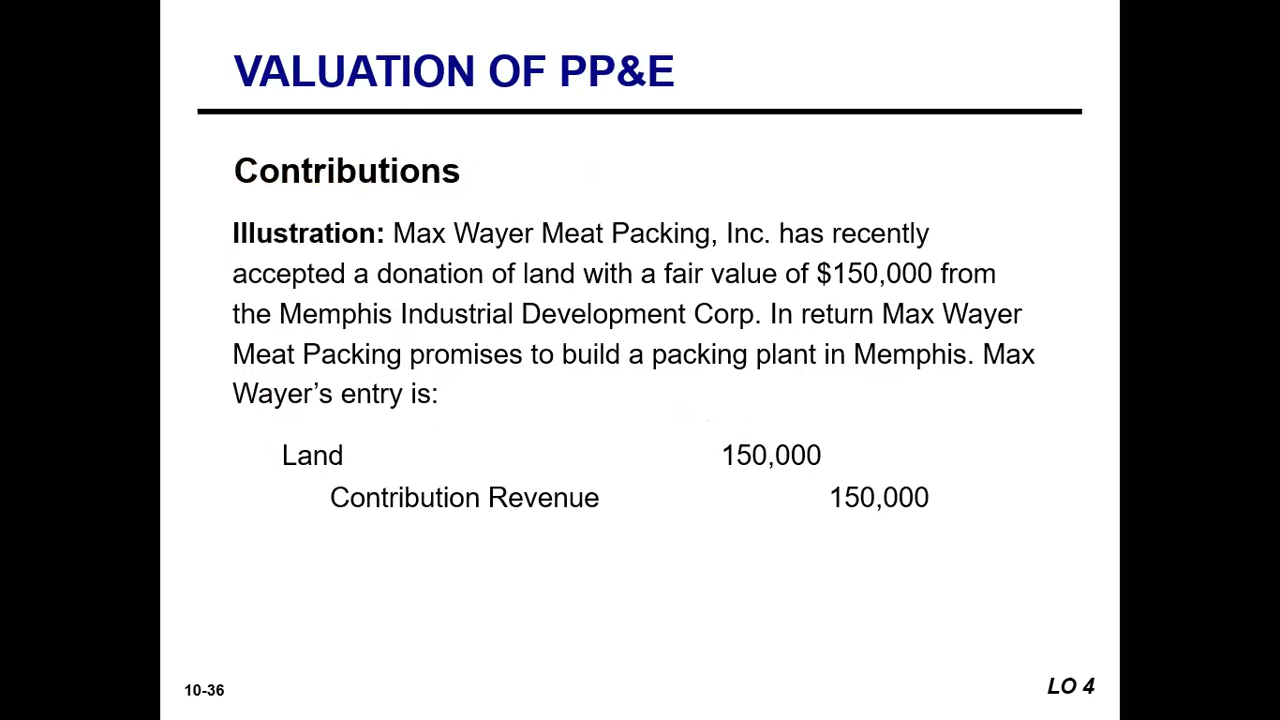 VALUATION OF PP&E
Contributions
Illustration: Max Wayer Meat Packing, Inc. has recently
accepted a donation of land with a fair value of $150,000 from
the Memphis Industrial Development Corp. In return Max Wayer
Meat Packing promises to build a packing plant in Memphis. Max
Wayer’s entry is:
Land 150,000
Contribution Revenue 150,000
10-36 LO 4